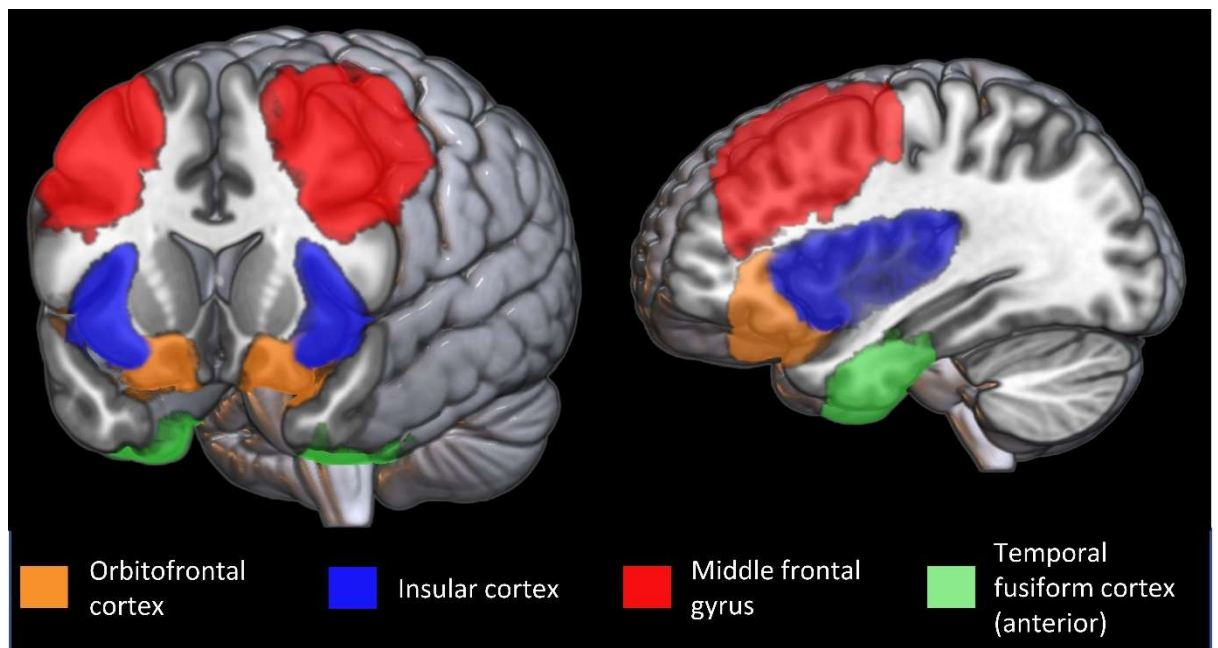 Orbitofrontal
cortex
Insular cortex
Middle frontal
gyrus
Temporal
fusiform cortex
(anterior)